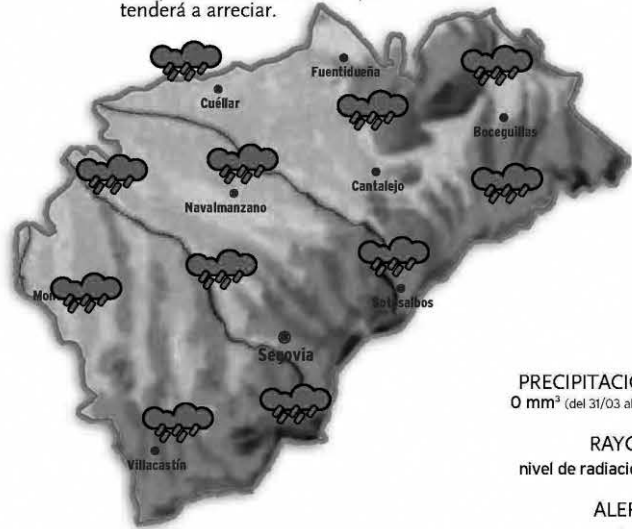 tenderá a arreciar.
Fuentidueña
Cuéllar
Boceguillas
Cantalejo
Navalmanzano
Segovia
Villacastín
PRECIPITACIO
0 mm³ (del 31/03 al
RAYO
nivel de radiació
ALER